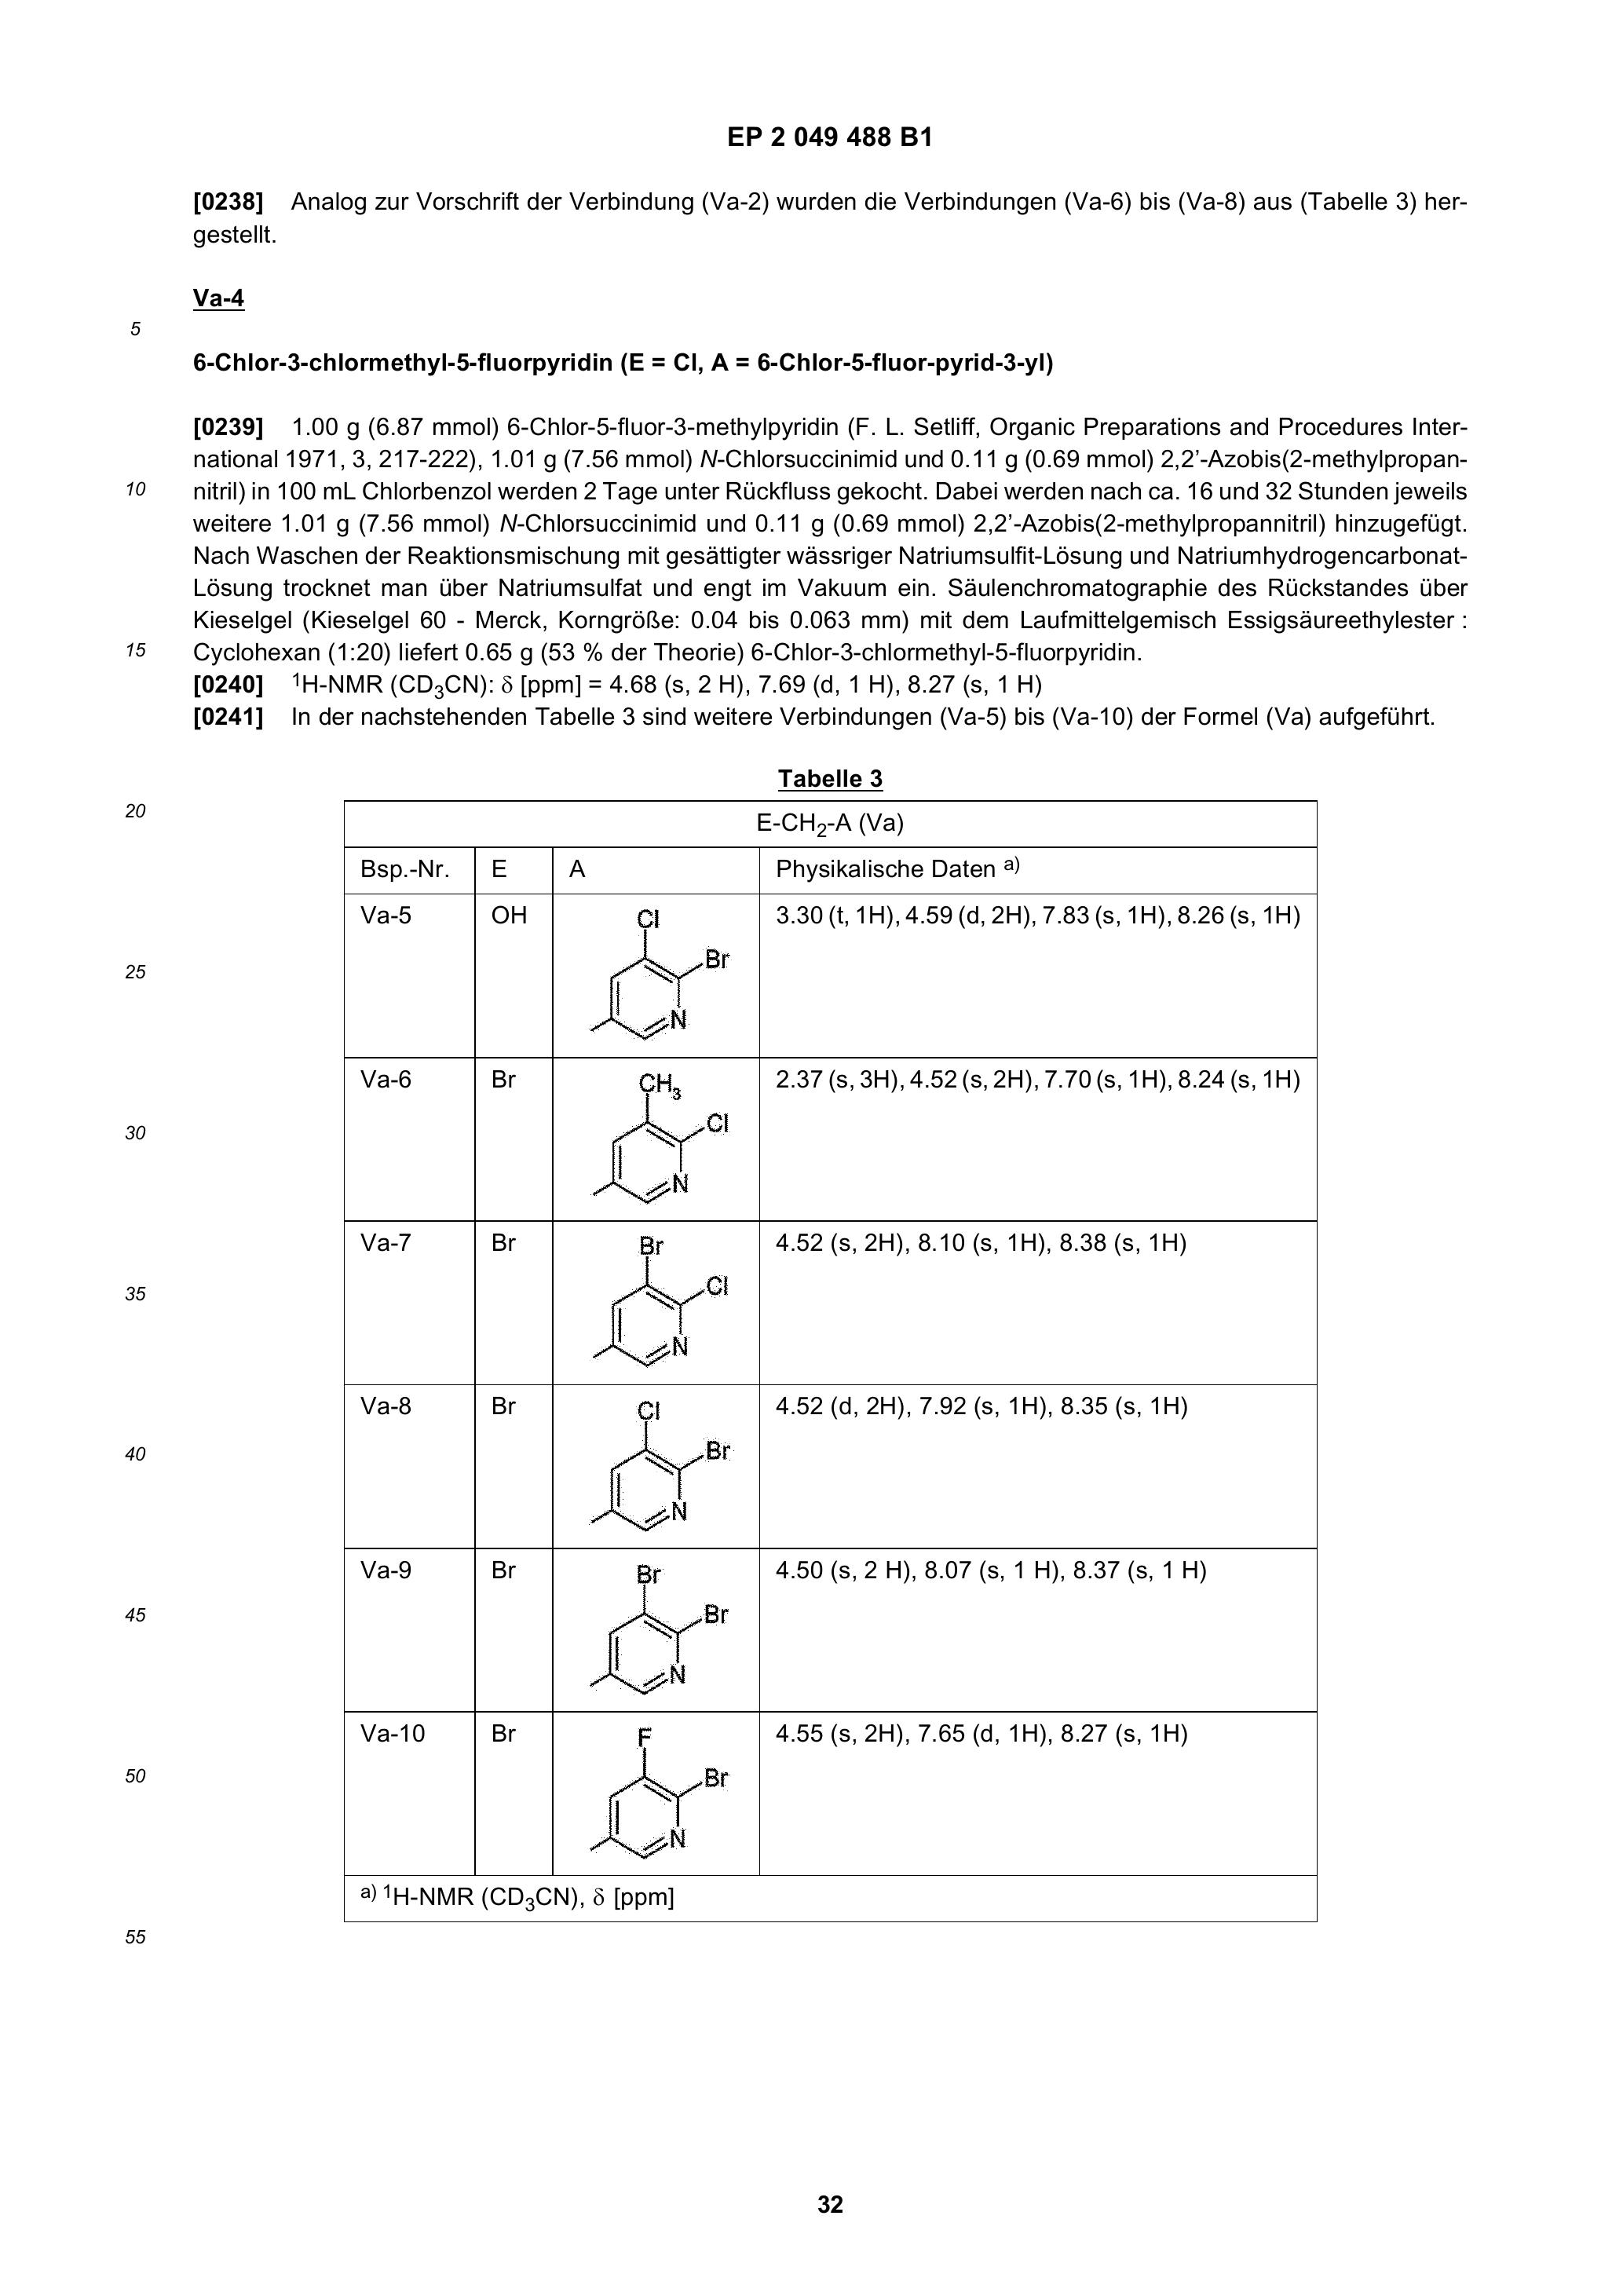 EP 2 049 488 B1
[0238] Analog zur Vorschrift der Verbindung (Va-2) wurden die Verbindungen (Va-6) bis (Va-8) aus (Tabelle 3) her-
gestellt.
Va-4
5
6-Chlor-3-chlormethyl-5-fluorpyridin (E = Cl, A = 6-Chlor-5-fluor-pyrid-3-yl)
[0239] 1.00 g (6.87 mmol) 6-Chlor-5-fluor-3-methylpyridin (F. L. Setliff, Organic Preparations and Procedures Inter-
national 1971, 3, 217-222), 1.01 g (7.56 mmol) N-Chlorsuccinimid und 0.11 g (0.69 mmol) 2,2'-Azobis(2-methylpropan-
10 nitril) in 100 mL Chlorbenzol werden 2 Tage unter Rückfluss gekocht. Dabei werden nach ca. 16 und 32 Stunden jeweils
weitere 1.01 g (7.56 mmol) N-Chlorsuccinimid und 0.11 g (0.69 mmol) 2,2'-Azobis(2-methylpropannitril) hinzugefügt.
Nach Waschen der Reaktionsmischung mit gesättigter wässriger Natriumsulfit-Lösung und Natriumhydrogencarbonat-
Lösung trocknet man über Natriumsulfat und engt im Vakuum ein. Säulenchromatographie des Rückstandes über
Kieselgel (Kieselgel 60 - Merck, Korngröße: 0.04 bis 0.063 mm) mit dem Laufmittelgemisch Essigsäureethylester :
15 Cyclohexan (1:20) liefert 0.65 g (53 % der Theorie) 6-Chlor-3-chlormethyl-5-fluorpyridin.
[0240] ¹H-NMR (CD₃CN): δ [ppm] = 4.68 (s, 2 H), 7.69 (d, 1 H), 8.27 (s, 1 H)
[0241] In der nachstehenden Tabelle 3 sind weitere Verbindungen (Va-5) bis (Va-10) der Formel (Va) aufgeführt.
Tabelle 3
20
E-CH₂-A (Va)
Bsp.-Nr. E A Physikalische Daten a)
Va-5 OH 3.30 (t, 1H), 4.59 (d, 2H), 7.83 (s, 1H), 8.26 (s, 1H)
Cl
Br
25
N
Va-6 Br 2.37 (s, 3H), 4.52 (s, 2H), 7.70 (s, 1H), 8.24 (s, 1H)
CH₃
Cl
30
N
Va-7 Br 4.52 (s, 2H), 8.10 (s, 1H), 8.38 (s, 1H)
Br
Cl
35
N
Va-8 Br 4.52 (d, 2H), 7.92 (s, 1H), 8.35 (s, 1H)
Cl
Br
40
N
Va-9 Br 4.50 (s, 2 H), 8.07 (s, 1 H), 8.37 (s, 1 H)
Br
Br
45
N
Va-10 Br 4.55 (s, 2H), 7.65 (d, 1H), 8.27 (s, 1H)
F
Br
50
N
a) ¹H-NMR (CD₃CN), δ [ppm]
55
32